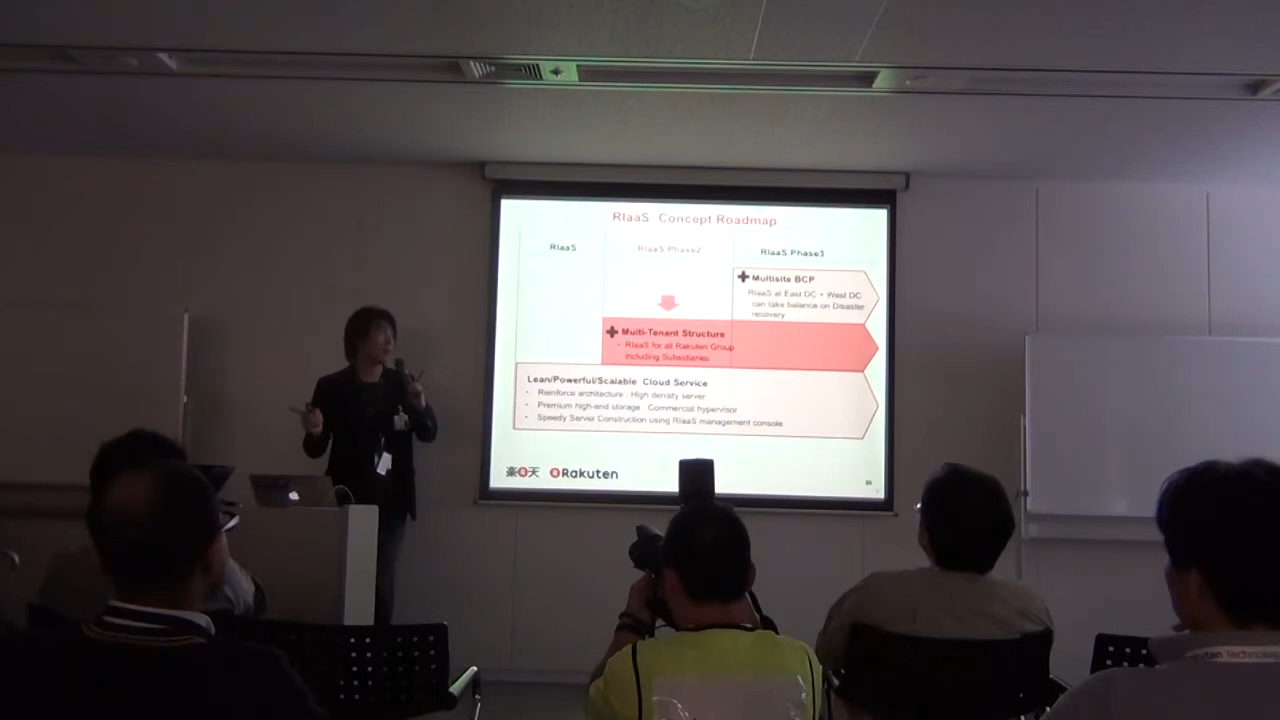 RIaaS Concept Roadmap
RIaaS
RIaaS Phase2
RIaaS Phase3
Multisite BCP
RIaaS at East DC + West DC
can take balance on Disaster
recovery
Multi-Tenant Structure
· RIaaS for all Rakuten Group
including Subsidiaries
Lean/Powerful/Scalable Cloud Service
· Reinforce architecture : High density server
· Premium high-end storage : Commercial hypervisor
· Speedy Server Construction using RIaaS management console
楽R天 R Rakuten
Technolog